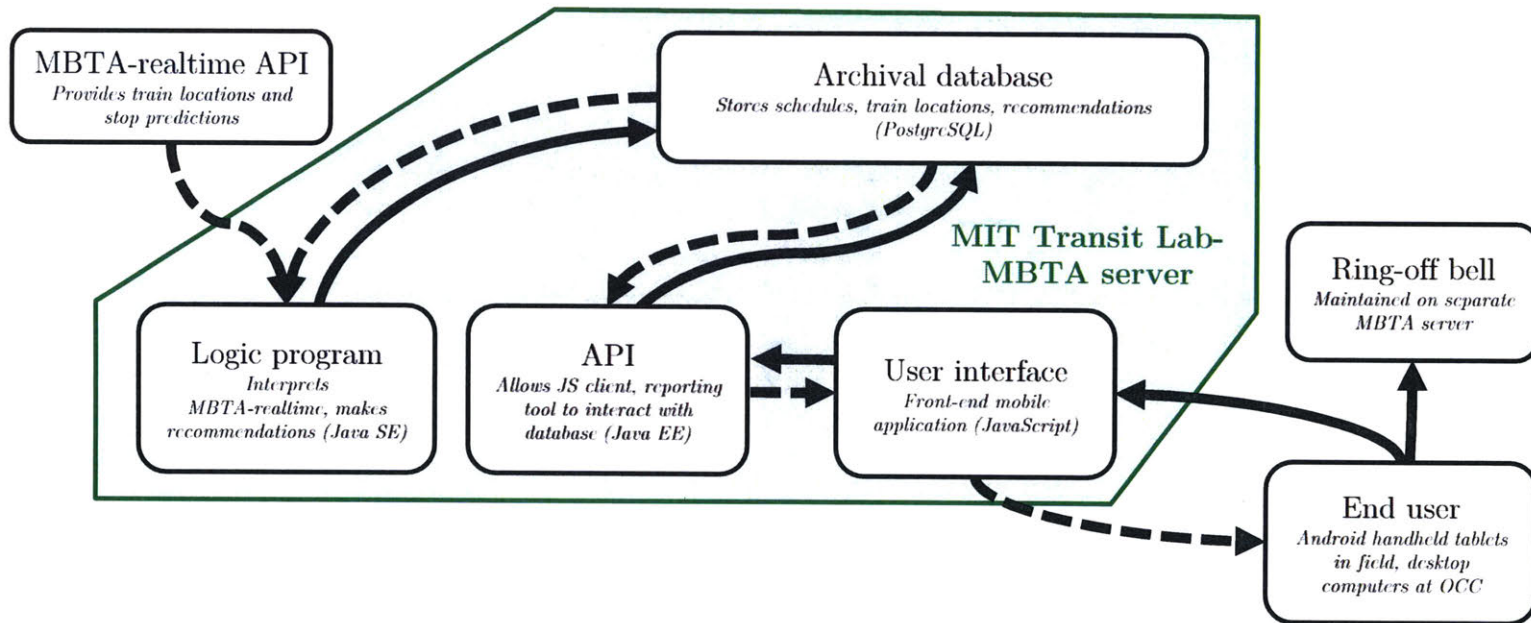 MBTA-realtime API
Provides train locations and
stop predictions
Archival database
Stores schedules, train locations, recommendations
(PostgreSQL)
MIT Transit Lab-
MBTA server
Ring-off bell
Maintained on separate
MBTA server
Logic program
Interprets
MBTA-realtime, makes
recommendations (Java SE)
API
Allows JS client, reporting
tool to interact with
database (Java EE)
User interface
Front-end mobile
application (JavaScript)
End user
Android handheld tablets
in field, desktop
computers at OCC